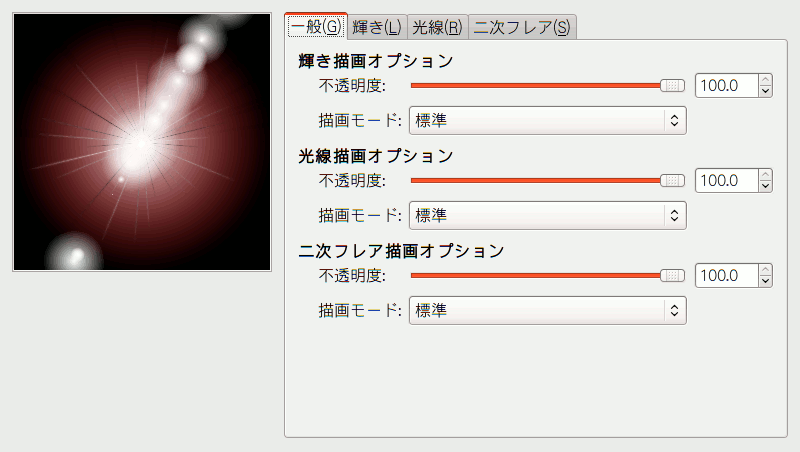 一般(G) 輝き(L) 光線(R) 二次フレア(S)
輝き描画オプション
不透明度: 100.0
描画モード: 標準
光線描画オプション
不透明度: 100.0
描画モード: 標準
二次フレア描画オプション
不透明度: 100.0
描画モード: 標準